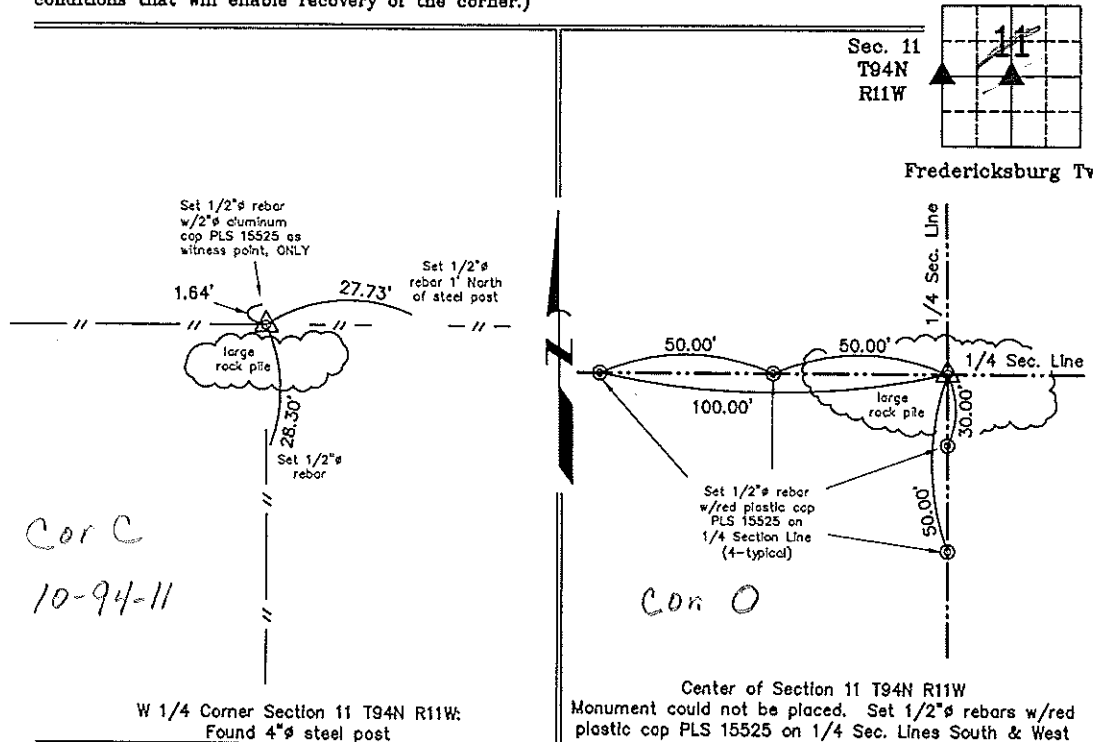 conditions that will enable recovery of the corner.)
Sec. 11
T94N
R11W
11
Fredericksburg Tw
Set 1/2"ø rebar
w/2"ø aluminum
cap PLS 15525 as
witness point, ONLY
1.64'
27.73'
Set 1/2"ø
rebar 1' North
of steel post
large
rock pile
28.30'
Set 1/2"ø
rebar
Cor C
10-94-11
W 1/4 Corner Section 11 T94N R11W:
Found 4"ø steel post
Z
1/4 Sec. Line
50.00'
50.00'
1/4 Sec. Line
100.00'
large
rock pile
30.00'
50.00'
Set 1/2"ø rebar
w/red plastic cap
PLS 15525 on
1/4 Section Line
(4-typical)
Cor O
Center of Section 11 T94N R11W
Monument could not be placed. Set 1/2"ø rebars w/red
plastic cap PLS 15525 on 1/4 Sec. Lines South & West